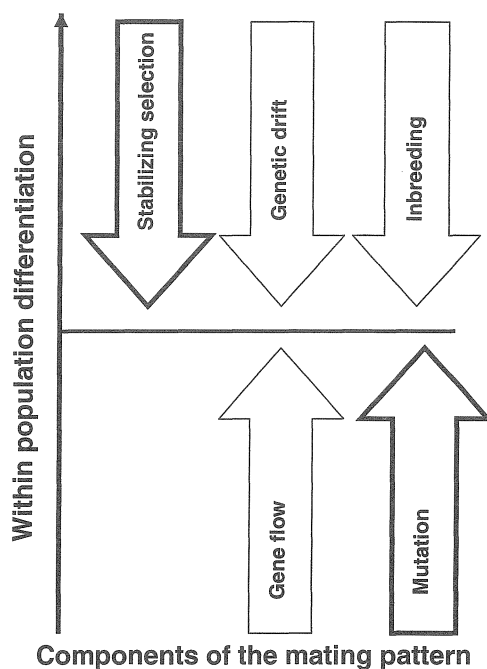 Within population differentiation
Stabilizing selection
Genetic drift
Inbreeding
Gene flow
Mutation
Components of the mating pattern